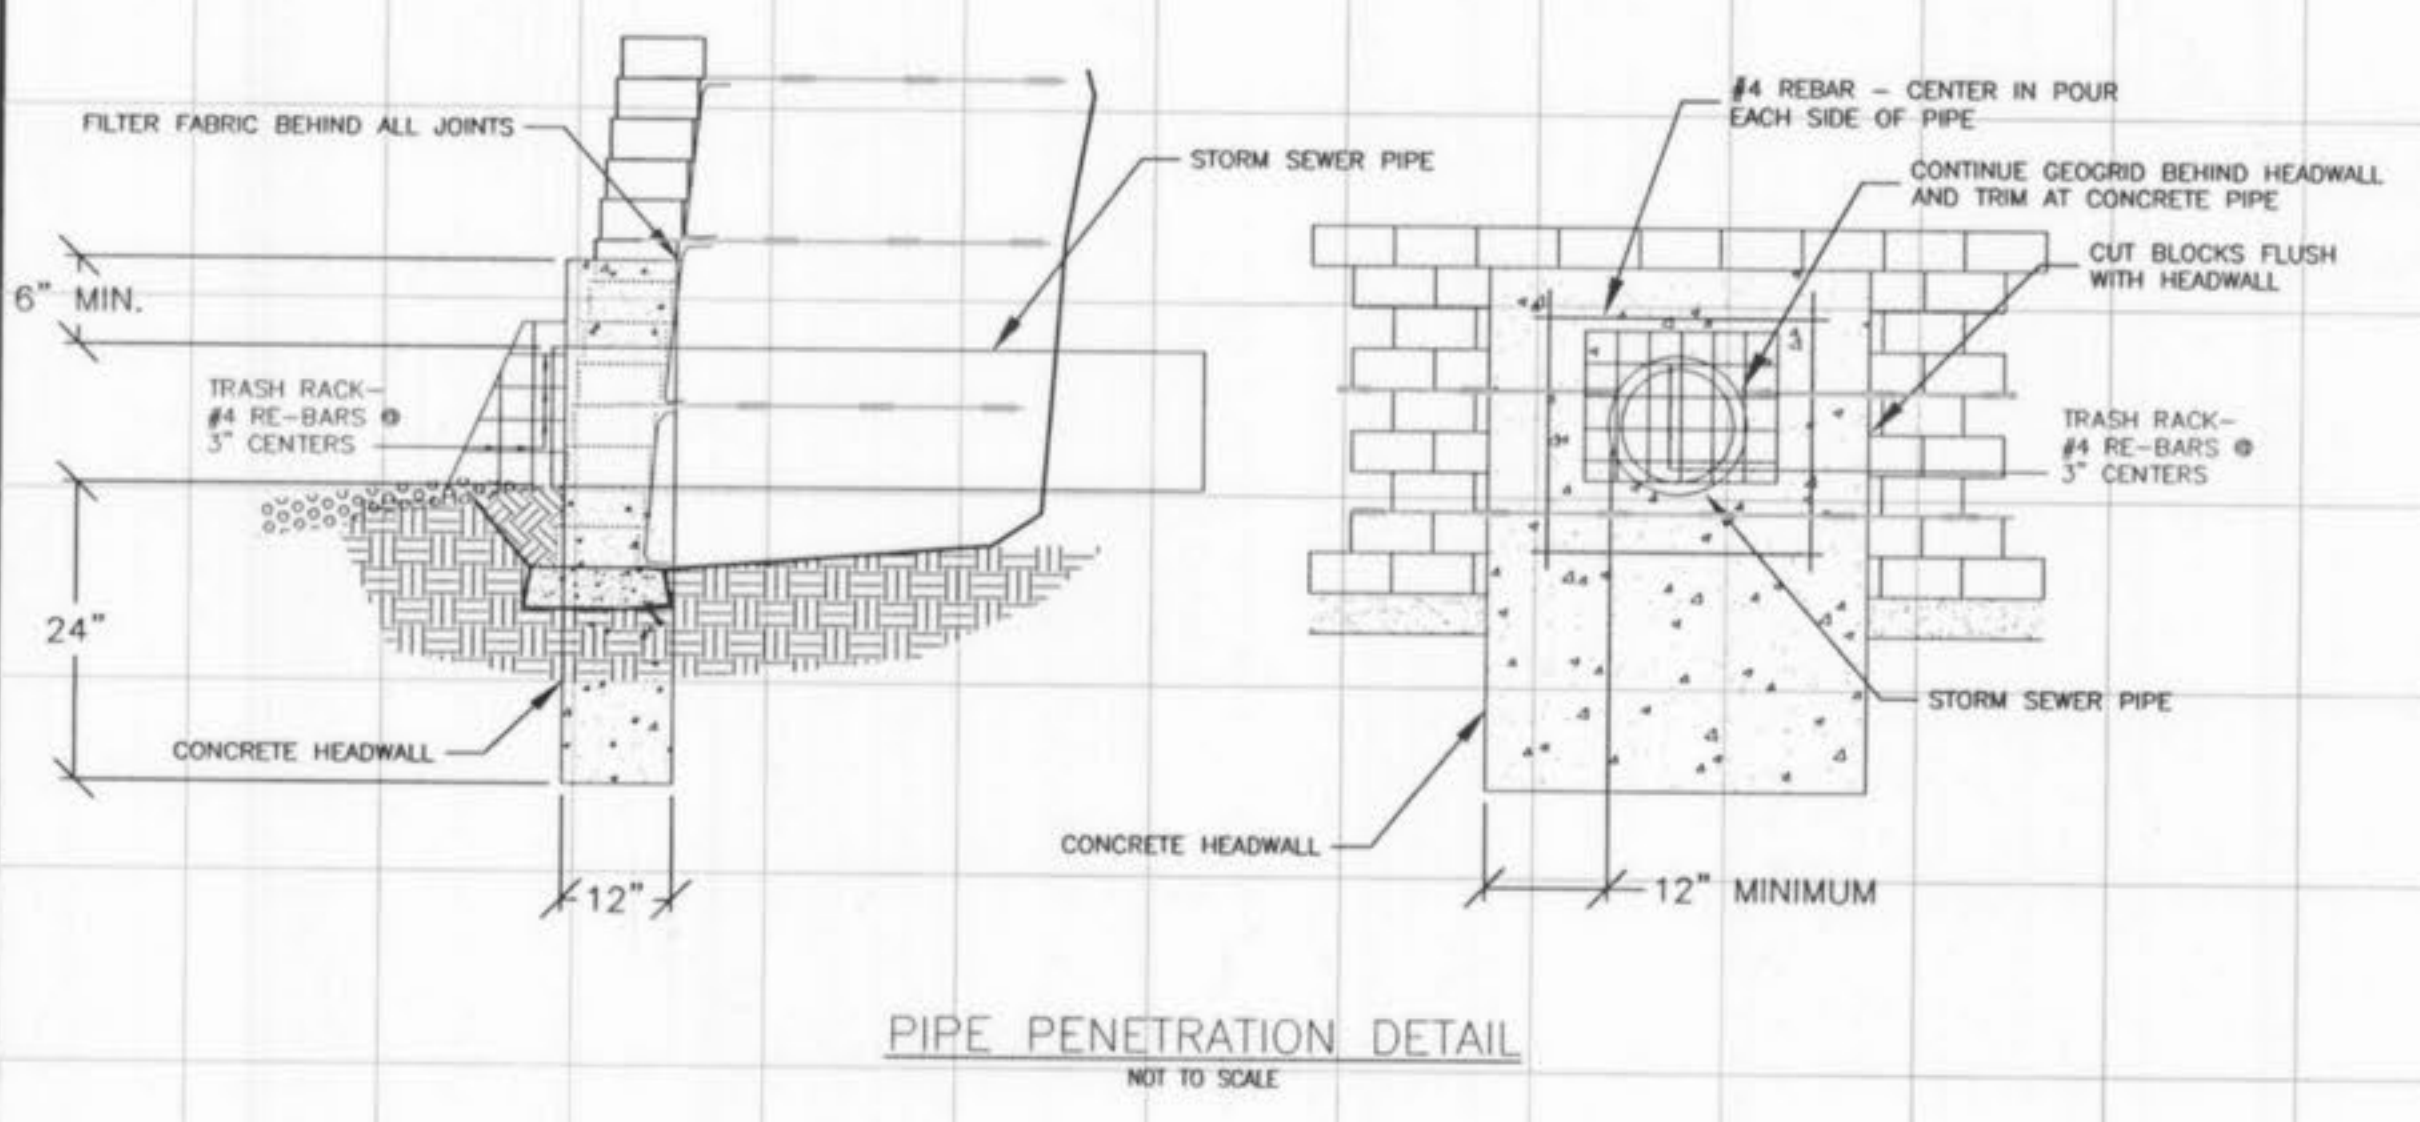 FILTER FABRIC BEHIND ALL JOINTS
STORM SEWER PIPE
6" MIN.
TRASH RACK-
#4 RE-BARS @
3" CENTERS
24"
CONCRETE HEADWALL
12"
#4 REBAR - CENTER IN POUR
EACH SIDE OF PIPE
CONTINUE GEOGRID BEHIND HEADWALL
AND TRIM AT CONCRETE PIPE
CUT BLOCKS FLUSH
WITH HEADWALL
TRASH RACK-
#4 RE-BARS @
3" CENTERS
STORM SEWER PIPE
CONCRETE HEADWALL
12" MINIMUM
PIPE PENETRATION DETAIL
NOT TO SCALE